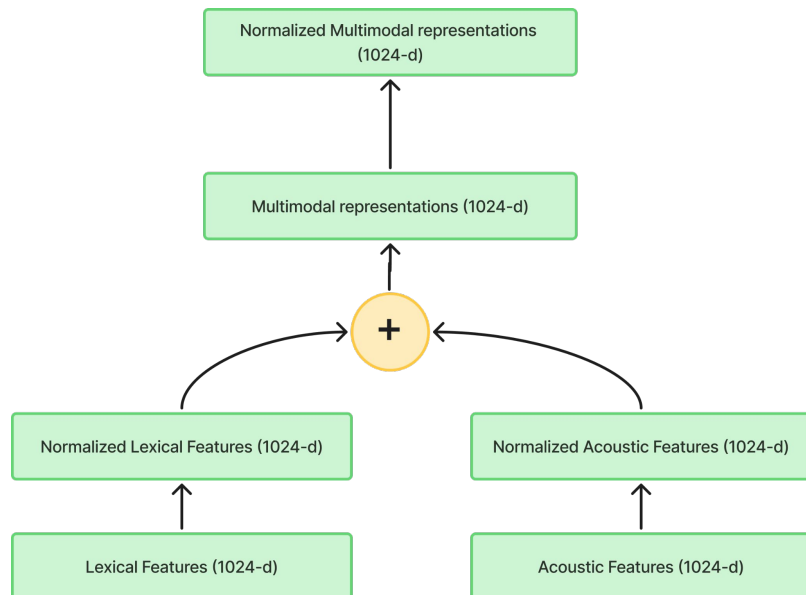 Normalized Multimodal representations
(1024-d)
Multimodal representations (1024-d)
+
Normalized Lexical Features (1024-d)
Normalized Acoustic Features (1024-d)
Lexical Features (1024-d)
Acoustic Features (1024-d)